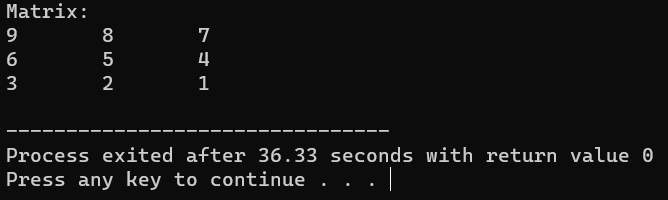 Matrix:
9 8 7
6 5 4
3 2 1
--------------------------------
Process exited after 36.33 seconds with return value 0
Press any key to continue . . .